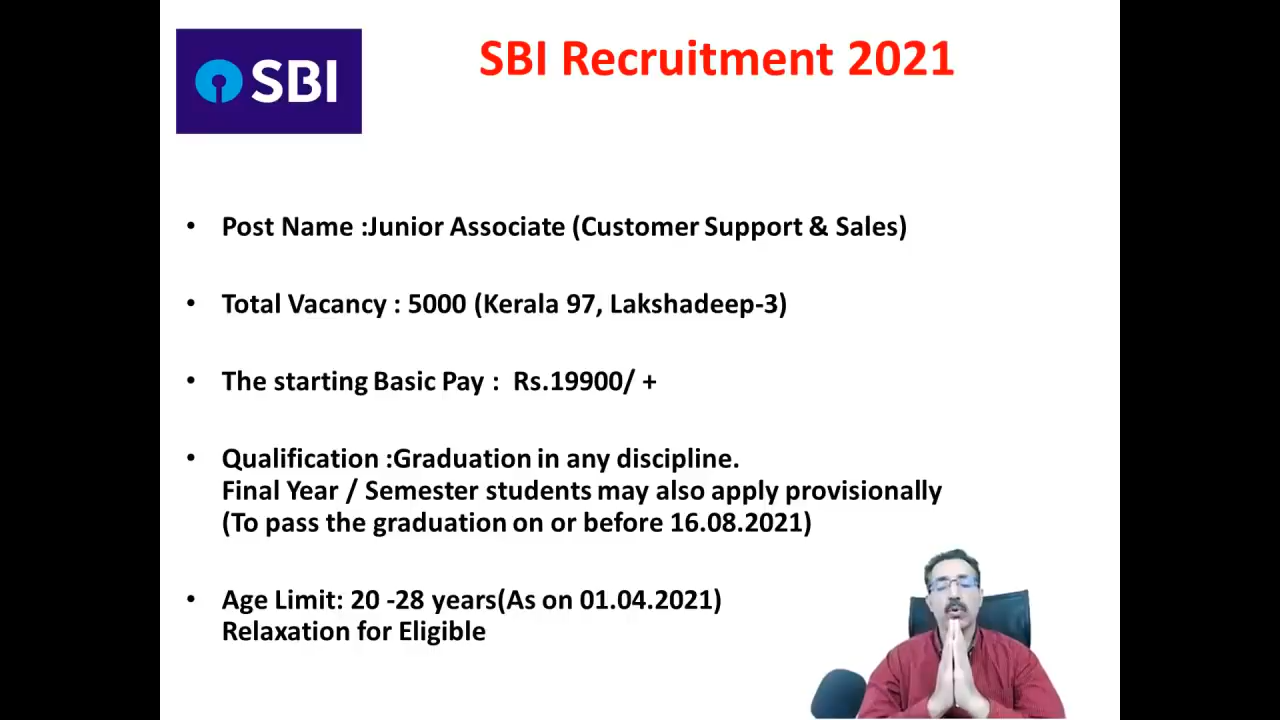 SBI
SBI Recruitment 2021
• Post Name :Junior Associate (Customer Support & Sales)
• Total Vacancy : 5000 (Kerala 97, Lakshadeep-3)
• The starting Basic Pay :  Rs.19900/ +
• Qualification :Graduation in any discipline.
Final Year / Semester students may also apply provisionally
(To pass the graduation on or before 16.08.2021)
• Age Limit: 20 -28 years(As on 01.04.2021)
Relaxation for Eligible